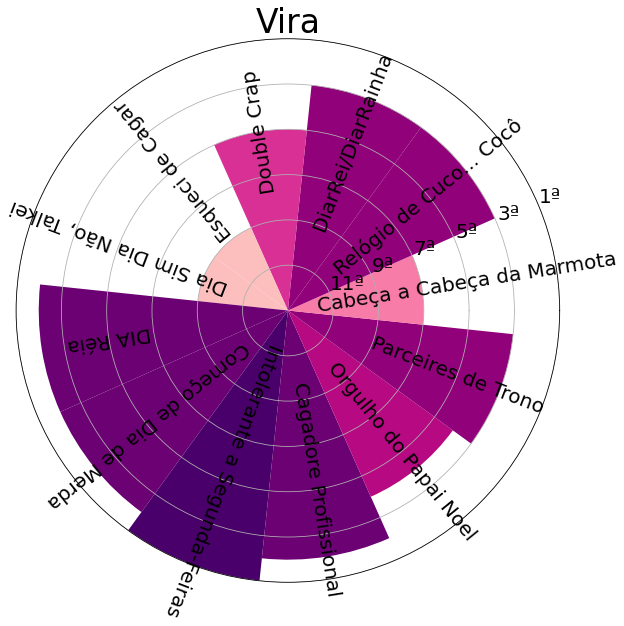 Vira
DiarRei/DiarRainha
Relógio de Cuco... Cocô
Cabeça a Cabeça da Marmota
Parceires de Trono
Orgulho do Papai Noel
Cagadore Profissional
Intolerante a Segunda-Feiras
Começo de Dia de Merda
DIA Réia
Dia Sim Dia Não, Talkei
Esqueci de Cagar
Double Crap
1ª
3ª
5ª
7ª
9ª
11ª